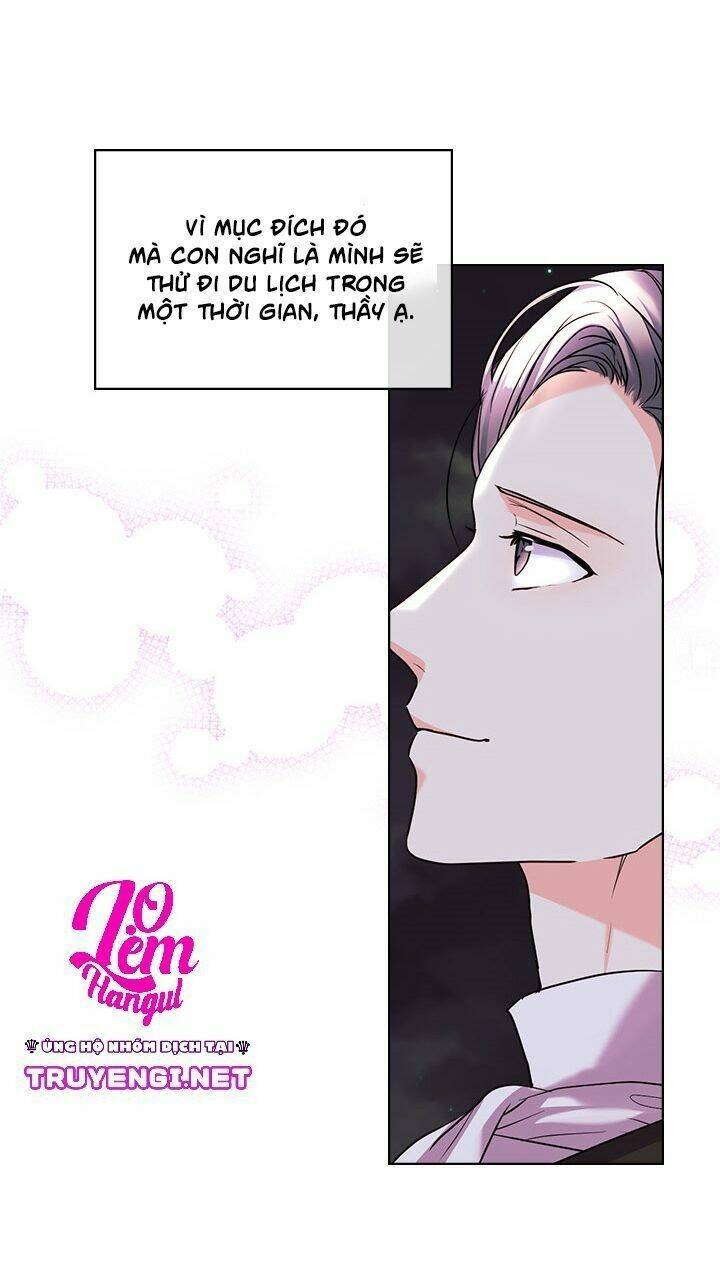 VÌ MỤC ĐÍCH ĐÓ
MÀ CON NGHĨ LÀ MÌNH SẼ
THỬ ĐI DU LỊCH TRONG
MỘT THỜI GIAN, THẦY Ạ.
LO
LEM
HANGUL
ỦNG HỘ NHÓM DỊCH TẠI
TRUYENGI.NET